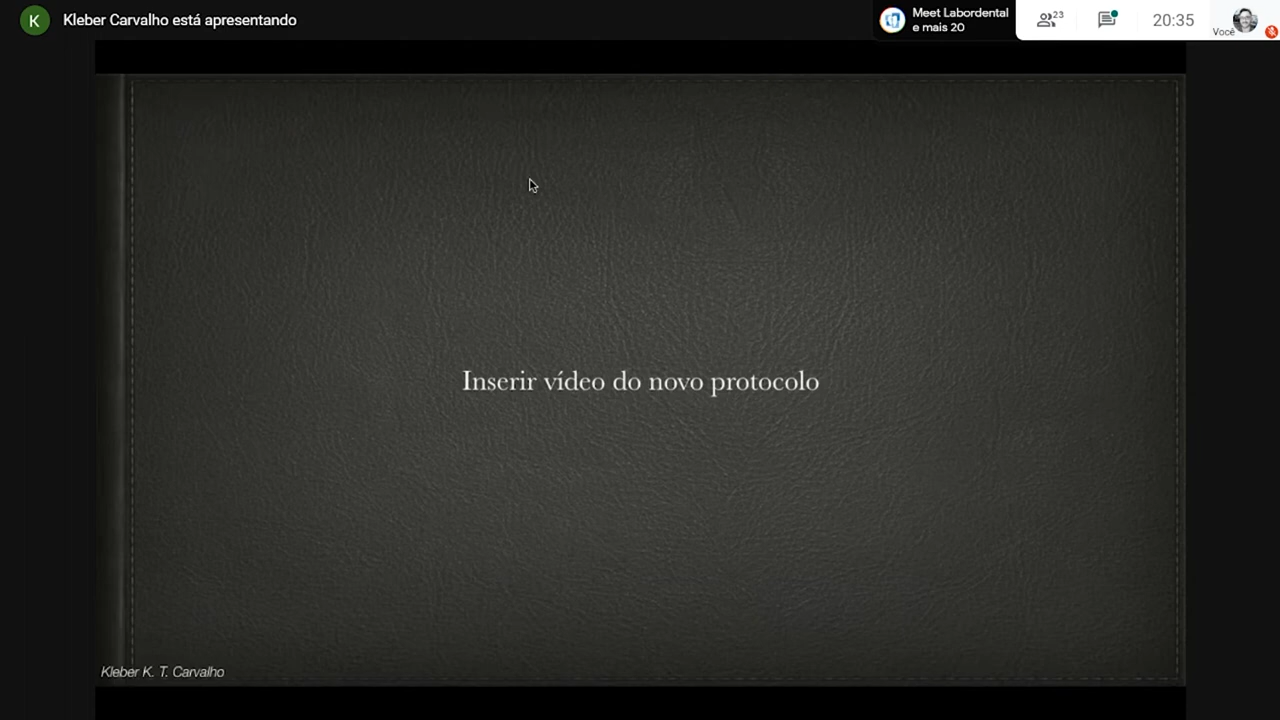 K
Kleber Carvalho está apresentando
Meet Labordental
e mais 20
23
20:35
Você
Inserir vídeo do novo protocolo
Kleber K. T. Carvalho